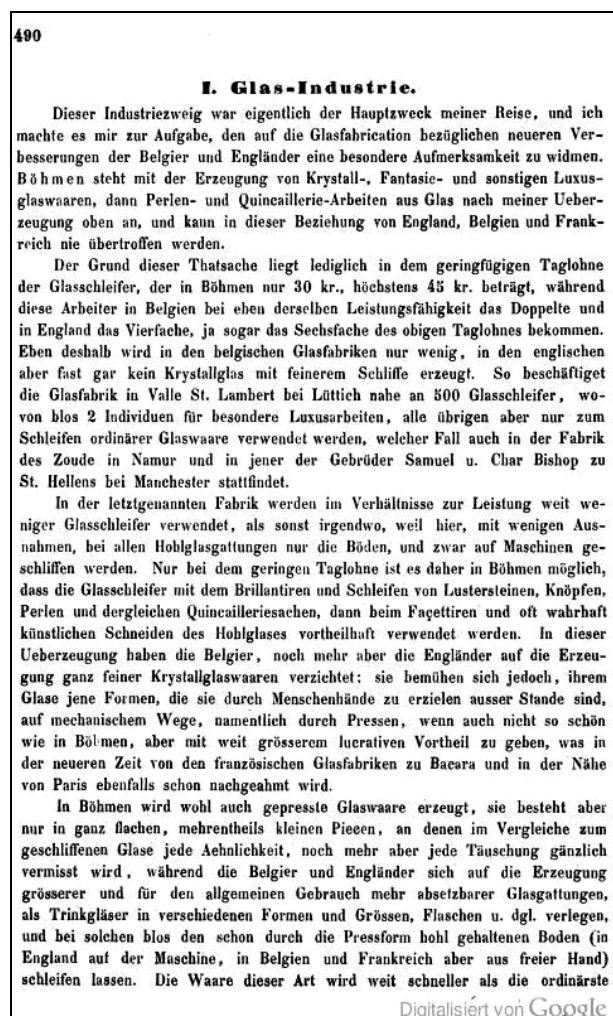 490
I. Glas-Industrie.
Dieser Industriezweig war eigentlich der Hauptzweck meiner Reise, und ich
machte es mir zur Aufgabe, den auf die Glasfabrication bezüglichen neueren Ver-
besserungen der Belgier und Engländer eine besondere Aufmerksamkeit zu widmen.
Böhmen steht mit der Erzeugung von Krystall-, Fantasie- und sonstigen Luxus-
glaswaaren, dann Perlen- und Quincaillerie-Arbeiten aus Glas nach meiner Ueber-
zeugung oben an, und kann in dieser Beziehung von England, Belgien und Frank-
reich nie übertroffen werden.
Der Grund dieser Thatsache liegt lediglich in dem geringfügigen Taglohne
der Glasschleifer, der in Böhmen nur 30 kr., höchstens 45 kr. beträgt, während
diese Arbeiter in Belgien bei eben derselben Leistungsfähigkeit das Doppelte und
in England das Vierfache, ja sogar das Sechsfache des obigen Taglohnes bekommen.
Eben deshalb wird in den belgischen Glasfabriken nur wenig, in den englischen
aber fast gar kein Krystallglas mit feinerem Schliffe erzeugt. So beschäftiget
die Glasfabrik in Valle St. Lambert bei Lüttich nahe an 500 Glasschleifer, wo-
von blos 2 Individuen für besondere Luxusarbeiten, alle übrigen aber nur zum
Schleifen ordinärer Glaswaare verwendet werden, welcher Fall auch in der Fabrik
des Zoude in Namur und in jener der Gebrüder Samuel u. Char Bishop zu
St. Hellens bei Manchester stattfindet.
In der letztgenannten Fabrik werden im Verhältnisse zur Leistung weit we-
niger Glasschleifer verwendet, als sonst irgendwo, weil hier, mit wenigen Aus-
nahmen, bei allen Hohlglasgattungen nur die Böden, und zwar auf Maschinen ge-
schliffen werden. Nur bei dem geringen Taglohne ist es daher in Böhmen möglich,
dass die Glasschleifer mit dem Brillantiren und Schleifen von Lustersteinen, Knöpfen,
Perlen und dergleichen Quincailleriesachen, dann beim Façettiren und oft wahrhaft
künstlichen Schneiden des Hohlglases vortheilhaft verwendet werden. In dieser
Ueberzeugung haben die Belgier, noch mehr aber die Engländer auf die Erzeu-
gung ganz feiner Krystallglaswaaren verzichtet; sie bemühen sich jedoch, ihrem
Glase jene Formen, die sie durch Menschenhände zu erzielen ausser Stande sind,
auf mechanischem Wege, namentlich durch Pressen, wenn auch nicht so schön
wie in Böhmen, aber mit weit grösserem lucrativen Vortheil zu geben, was in
der neueren Zeit von den französischen Glasfabriken zu Bacara und in der Nähe
von Paris ebenfalls schon nachgeahmt wird.
In Böhmen wird wohl auch gepresste Glaswaare erzeugt, sie besteht aber
nur in ganz flachen, mehrentheils kleinen Piecen, an denen im Vergleiche zum
geschliffenen Glase jede Aehnlichkeit, noch mehr aber jede Täuschung gänzlich
vermisst wird, während die Belgier und Engländer sich auf die Erzeugung
grösserer und für den allgemeinen Gebrauch mehr absetzbarer Glasgattungen,
als Trinkgläser in verschiedenen Formen und Grössen, Flaschen u. dgl. verlegen,
und bei solchen blos den schon durch die Pressform hohl gehaltenen Boden (in
England auf der Maschine, in Belgien und Frankreich aber aus freier Hand)
schleifen lassen. Die Waare dieser Art wird weit schneller als die ordinärste
Digitalisiert von Google